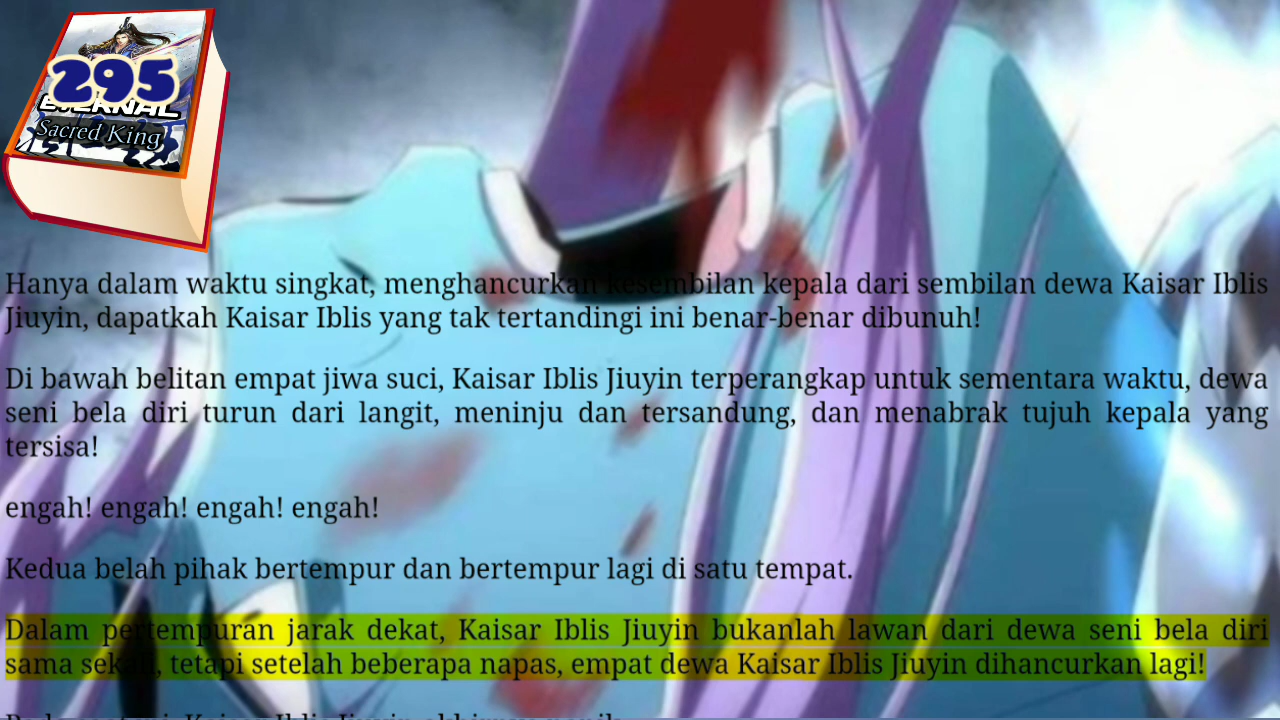 295
ETERNAL
Sacred King
Hanya dalam waktu singkat, menghancurkan kesembilan kepala dari sembilan dewa Kaisar Iblis
Jiuyin, dapatkah Kaisar Iblis yang tak tertandingi ini benar-benar dibunuh!
Di bawah belitan empat jiwa suci, Kaisar Iblis Jiuyin terperangkap untuk sementara waktu, dewa
seni bela diri turun dari langit, meninju dan tersandung, dan menabrak tujuh kepala yang
tersisa!
engah! engah! engah! engah!
Kedua belah pihak bertempur dan bertempur lagi di satu tempat.
Dalam pertempuran jarak dekat, Kaisar Iblis Jiuyin bukanlah lawan dari dewa seni bela diri
sama sekali, tetapi setelah beberapa napas, empat dewa Kaisar Iblis Jiuyin dihancurkan lagi!